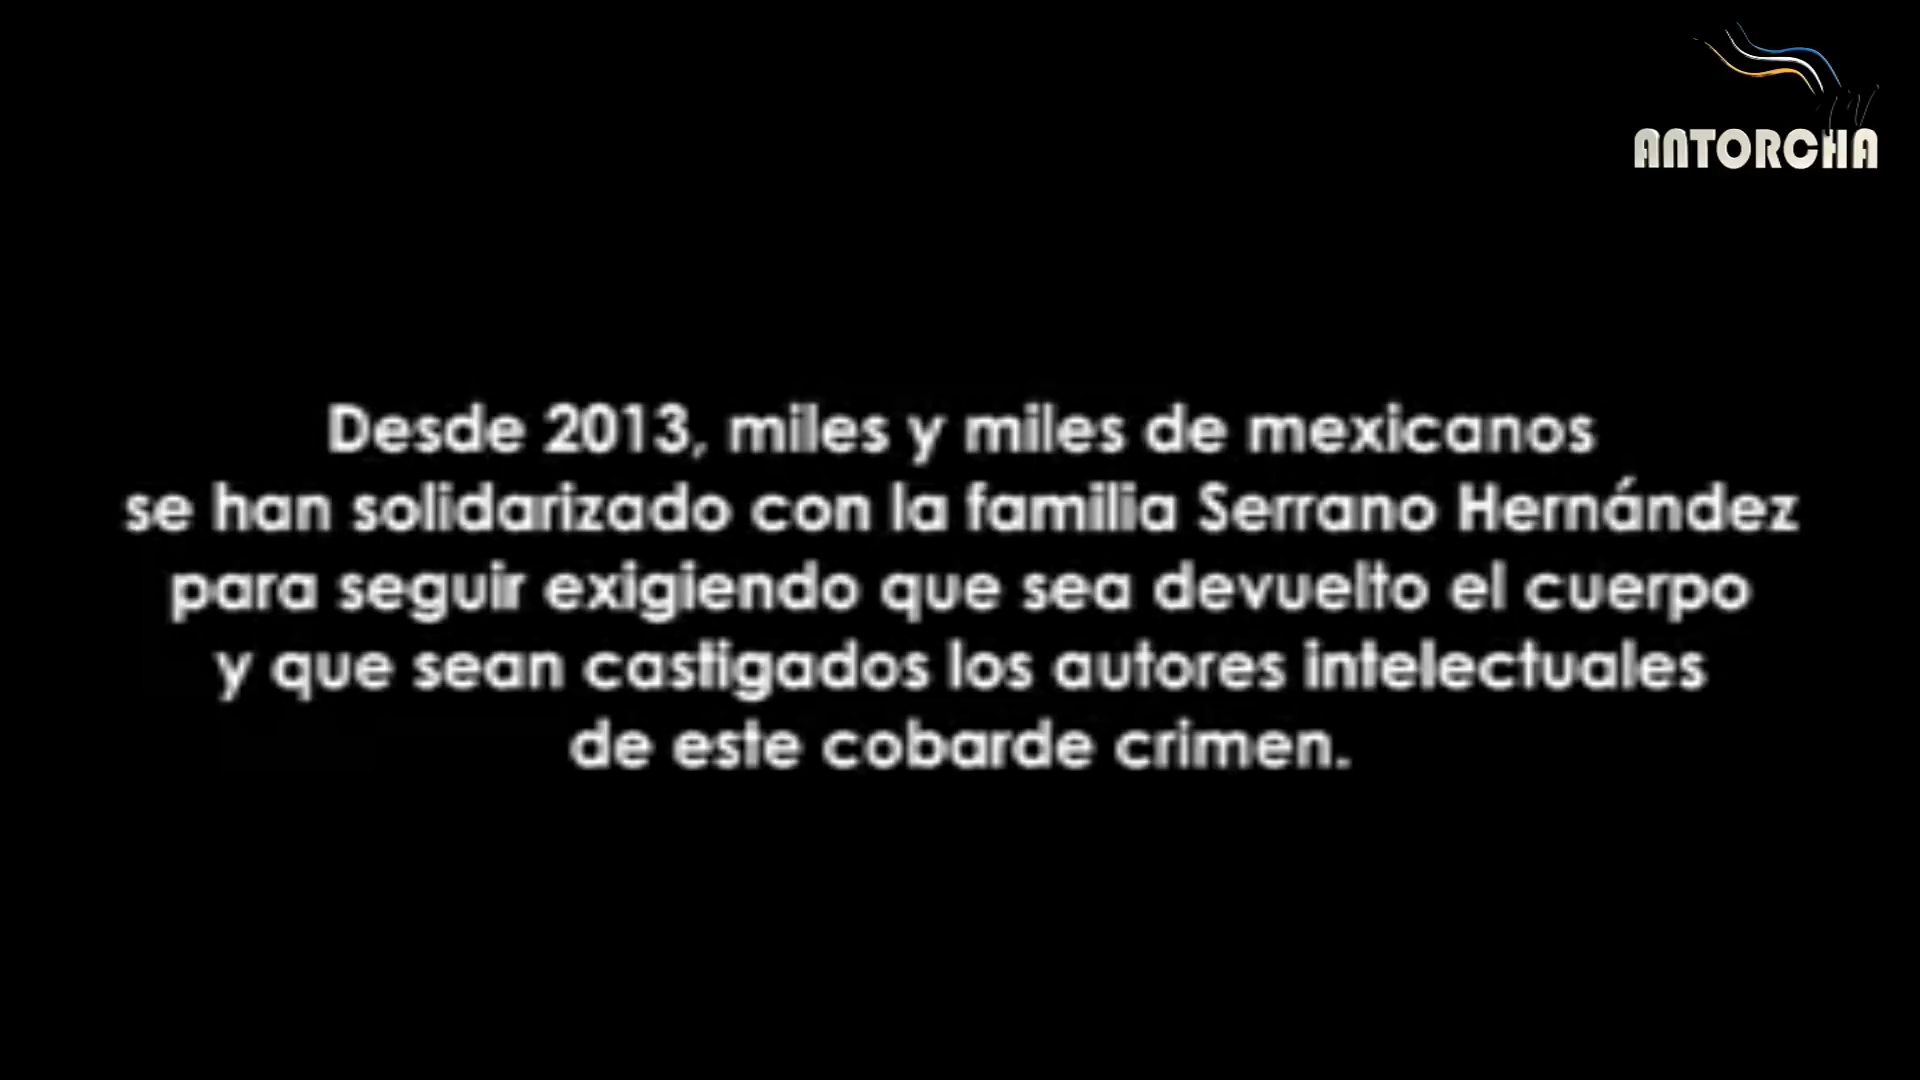 ANTORCHA
Desde 2013, miles y miles de mexicanos
se han solidarizado con la familia Serrano Hernández
para seguir exigiendo que sea devuelto el cuerpo
y que sean castigados los autores intelectuales
de este cobarde crimen.